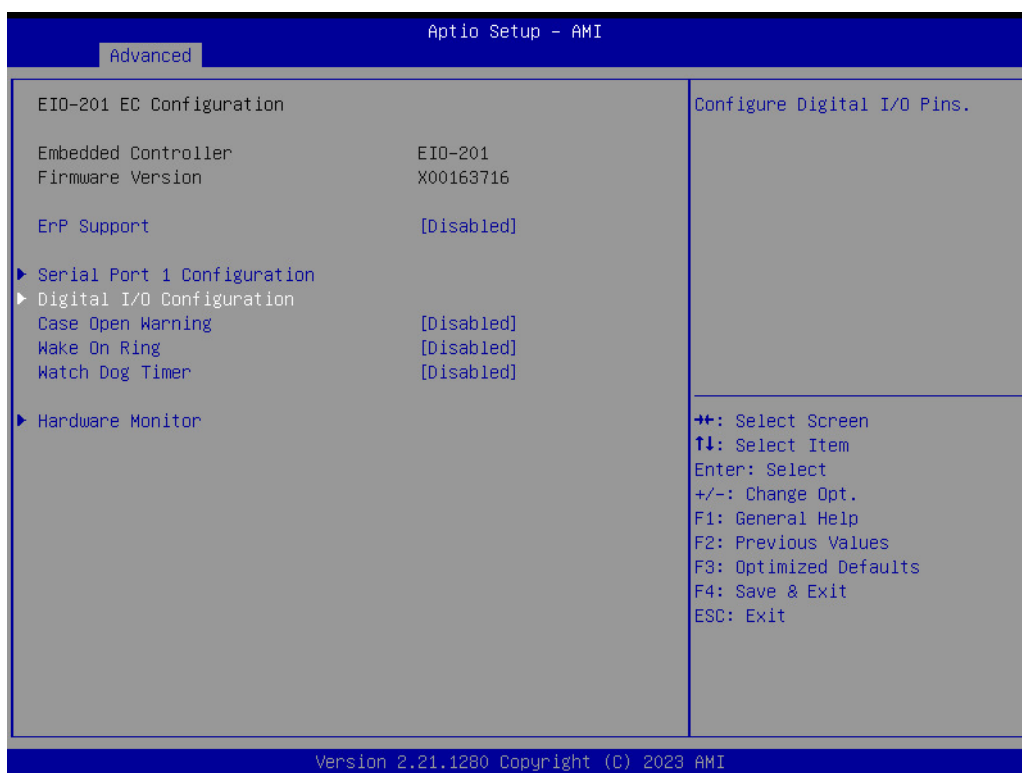 Aptio Setup – AMI
Advanced
EIO-201 EC Configuration
Embedded Controller EIO-201
Firmware Version X00163716
ErP Support [Disabled]
Serial Port 1 Configuration
Digital I/O Configuration
Case Open Warning [Disabled]
Wake On Ring [Disabled]
Watch Dog Timer [Disabled]
Hardware Monitor
Configure Digital I/O Pins.
→←: Select Screen
↑↓: Select Item
Enter: Select
+/-: Change Opt.
F1: General Help
F2: Previous Values
F3: Optimized Defaults
F4: Save & Exit
ESC: Exit
Version 2.21.1280 Copyright (C) 2023 AMI